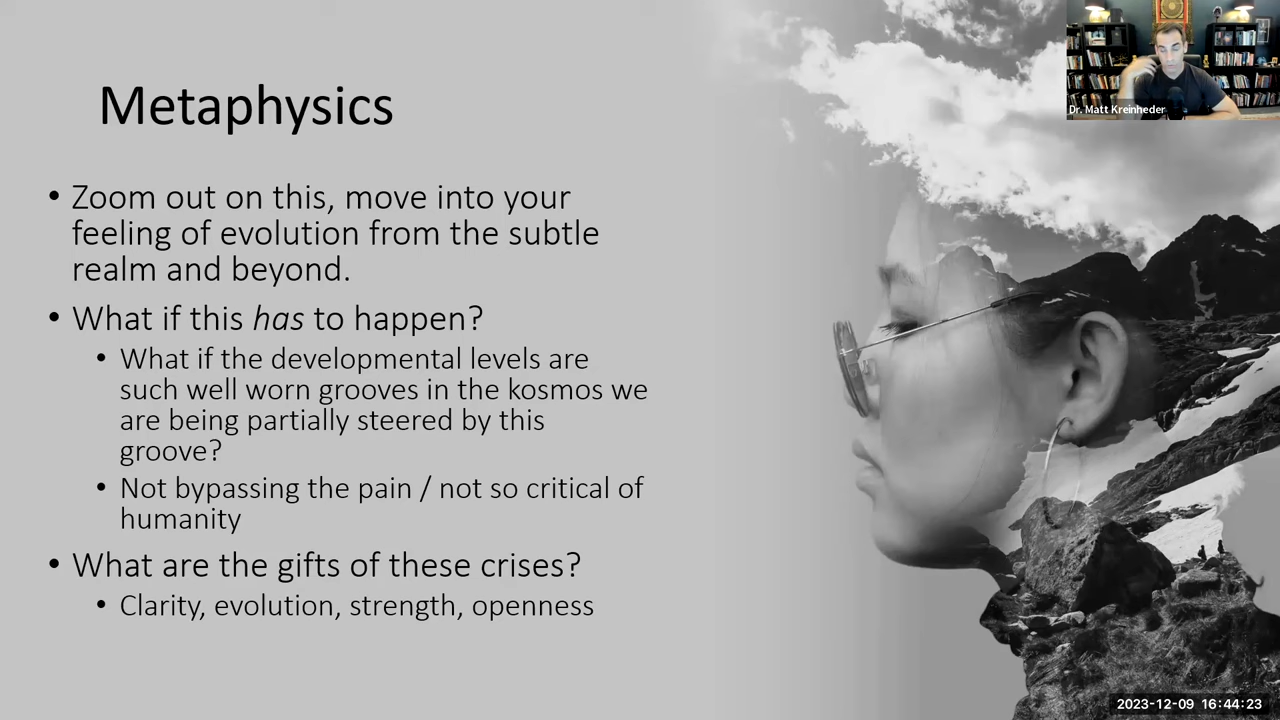 Metaphysics
• Zoom out on this, move into your
feeling of evolution from the subtle
realm and beyond.
• What if this has to happen?
• What if the developmental levels are
such well worn grooves in the kosmos we
are being partially steered by this
groove?
• Not bypassing the pain / not so critical of
humanity
• What are the gifts of these crises?
• Clarity, evolution, strength, openness
Dr. Matt Kreinheder
2023-12-09 16:44:23